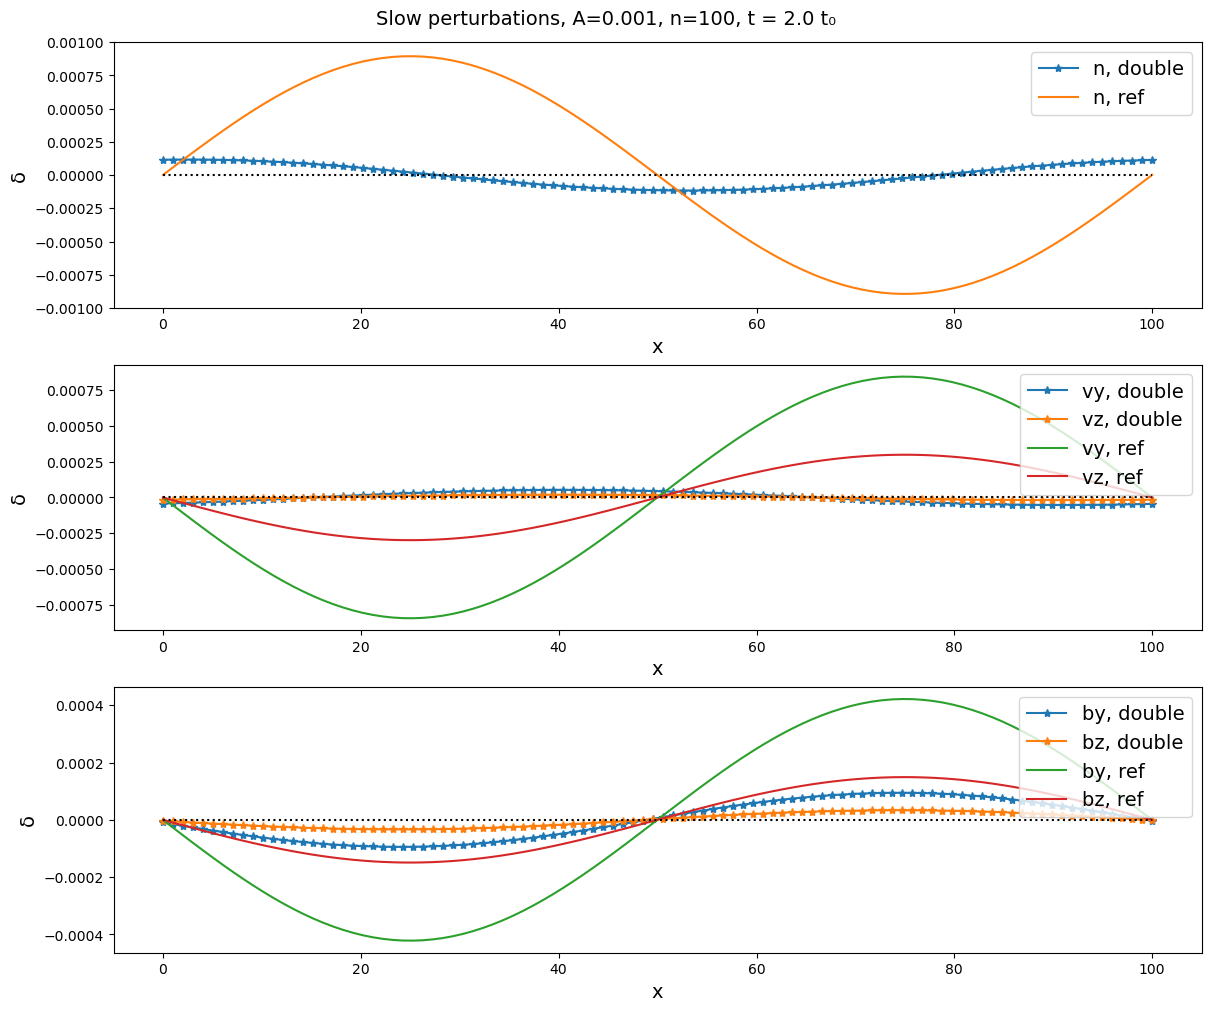 Slow perturbations, A=0.001, n=100, t = 2.0 t₀
0.00100
0.00075
0.00050
0.00025
0.00000
−0.00025
−0.00050
−0.00075
−0.00100
δ
n, double
n, ref
0 20 40 60 80 100
x
0.00075
0.00050
0.00025
0.00000
−0.00025
−0.00050
−0.00075
δ
vy, double
vz, double
vy, ref
vz, ref
0 20 40 60 80 100
x
0.0004
0.0002
0.0000
−0.0002
−0.0004
δ
by, double
bz, double
by, ref
bz, ref
0 20 40 60 80 100
x